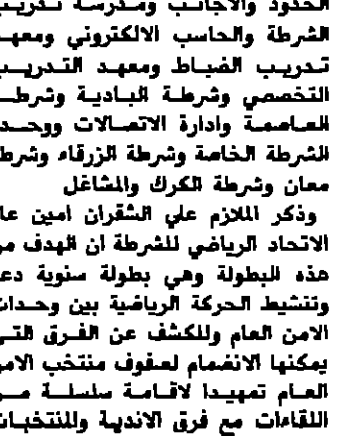 الحدود والاجانب ومدرسة تدريب
الشرطة والحاسب الالكتروني ومعهد
تدريب الضباط ومعهد التدريب
التخصصي وشرطة البادية وشرطة
العاصمة وادارة الاتصالات ووحدة
الشرطة الخاصة وشرطة الزرقاء وشرطة
معان وشرطة الكرك والمشاغل
وذكر الملازم علي الشقران امين عا
الاتحاد الرياضي للشرطة ان الهدف من
هذه البطولة وهي بطولة سنوية دعم
وتنشيط الحركة الرياضية بين وحدات
الامن العام وللكشف عن الفرق التي
يمكنها الانضمام لصفوف منتخب الامن
العام تمهيدا لاقامة سلسلة من
اللقاءات مع فرق الاندية والمنتخبات